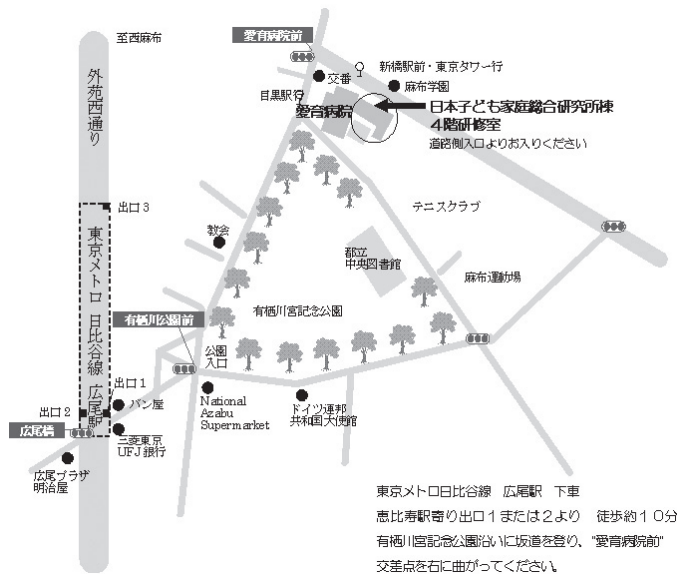 至西麻布
愛育病院前
外苑西通り
交番
新橋駅前・東京タワー行
麻布学園
目黒駅行
愛育病院
日本子ども家庭総合研究所棟
4階研修室
道路側入口よりお入りください
出口3
テニスクラブ
教会
都立
中央図書館
麻布運動場
東京メトロ 日比谷線 広尾駅
有栖川公園前
有栖川宮記念公園
公園
入口
出口1
パン屋
出口2
広尾橋
三菱東京
UFJ銀行
National
Azabu
Supermarket
ドイツ連邦
共和国大使館
広尾プラザ
明治屋
東京メトロ日比谷線 広尾駅 下車
恵比寿駅寄り出口1または2より 徒歩約10分
有栖川宮記念公園沿いに坂道を登り、"愛育病院前"
交差点を右に曲がってください。